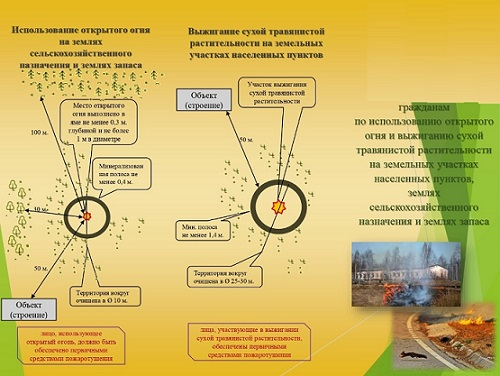 Использование открытого огня
на землях
сельскохозяйственного
назначения и землях запаса
100 м.
Место открытого
огня выполнено в
яме не менее 0,3 м.
глубиной и не более
1 м в диаметре
Минерализован
ная полоса не
менее 0,4 м.
50 м.
Объект
(строение)
Территория вокруг
очищена в Ø 10 м.
лицо, использующее
открытый огонь, должно быть
обеспечено первичными
средствами пожаротушения
Выжигание сухой травянистой
растительности на земельных
участках населенных пунктов
Объект
(строение)
Участок выжигания
сухой травянистой
растительности
50 м.
Мин. полоса
не менее 1,4 м.
Территория вокруг
очищена в Ø 25-30 м.
лица, участвующие в выжигании
сухой травянистой растительности,
обеспечены первичными
средствами пожаротушения
гражданам
по использованию открытого
огня и выжиганию сухой
травянистой растительности
на земельных участках
населенных пунктов,
землях
сельскохозяйственного
назначения и землях запаса